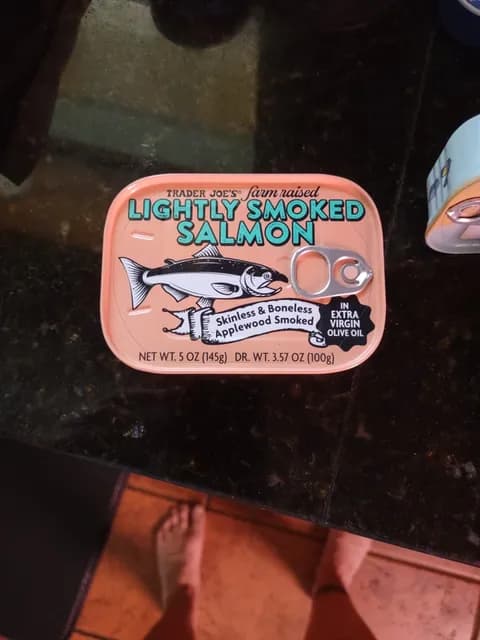 TRADER JOE'S® farm raised
LIGHTLY SMOKED
SALMON
Skinless & Boneless
Applewood Smoked
IN
EXTRA
VIRGIN
OLIVE OIL
NET WT. 5 OZ (145g) DR. WT. 3.57 OZ (100g)